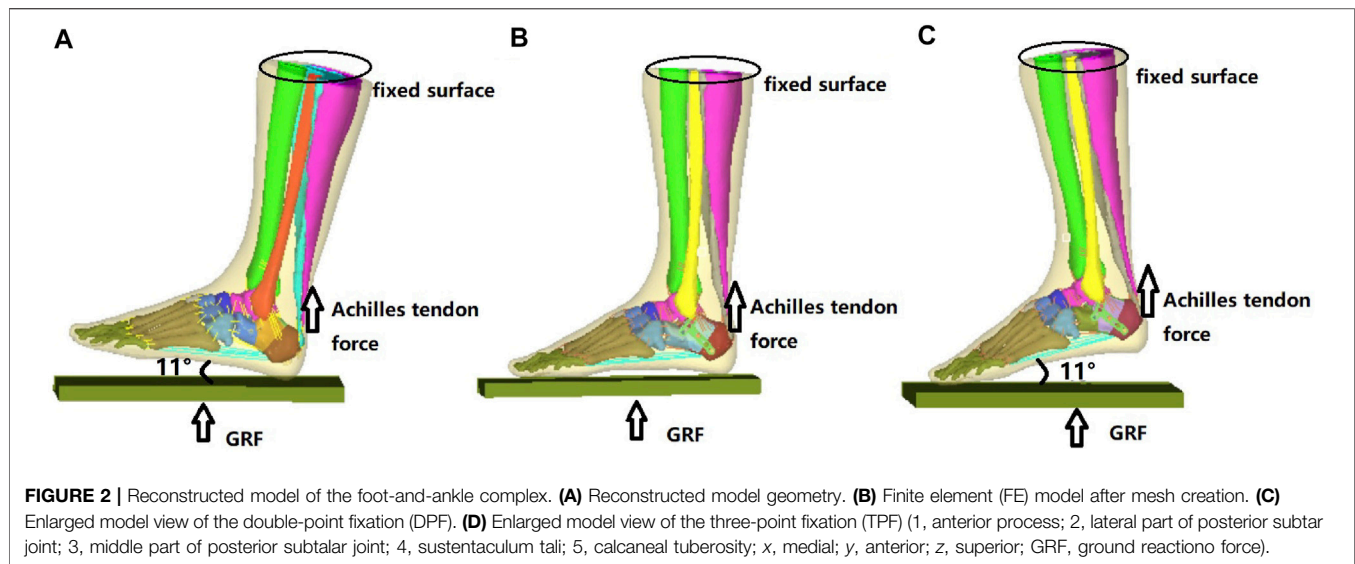 A
B
C
fixed surface
fixed surface
fixed surface
Achilles tendon
force
Achilles tendon
force
Achilles tendon
force
11°
11°
GRF
GRF
GRF
FIGURE 2 | Reconstructed model of the foot-and-ankle complex. (A) Reconstructed model geometry. (B) Finite element (FE) model after mesh creation. (C)
Enlarged model view of the double-point fixation (DPF). (D) Enlarged model view of the three-point fixation (TPF) (1, anterior process; 2, lateral part of posterior subtar
joint; 3, middle part of posterior subtalar joint; 4, sustentaculum tali; 5, calcaneal tuberosity; x, medial; y, anterior; z, superior; GRF, ground reactiono force).